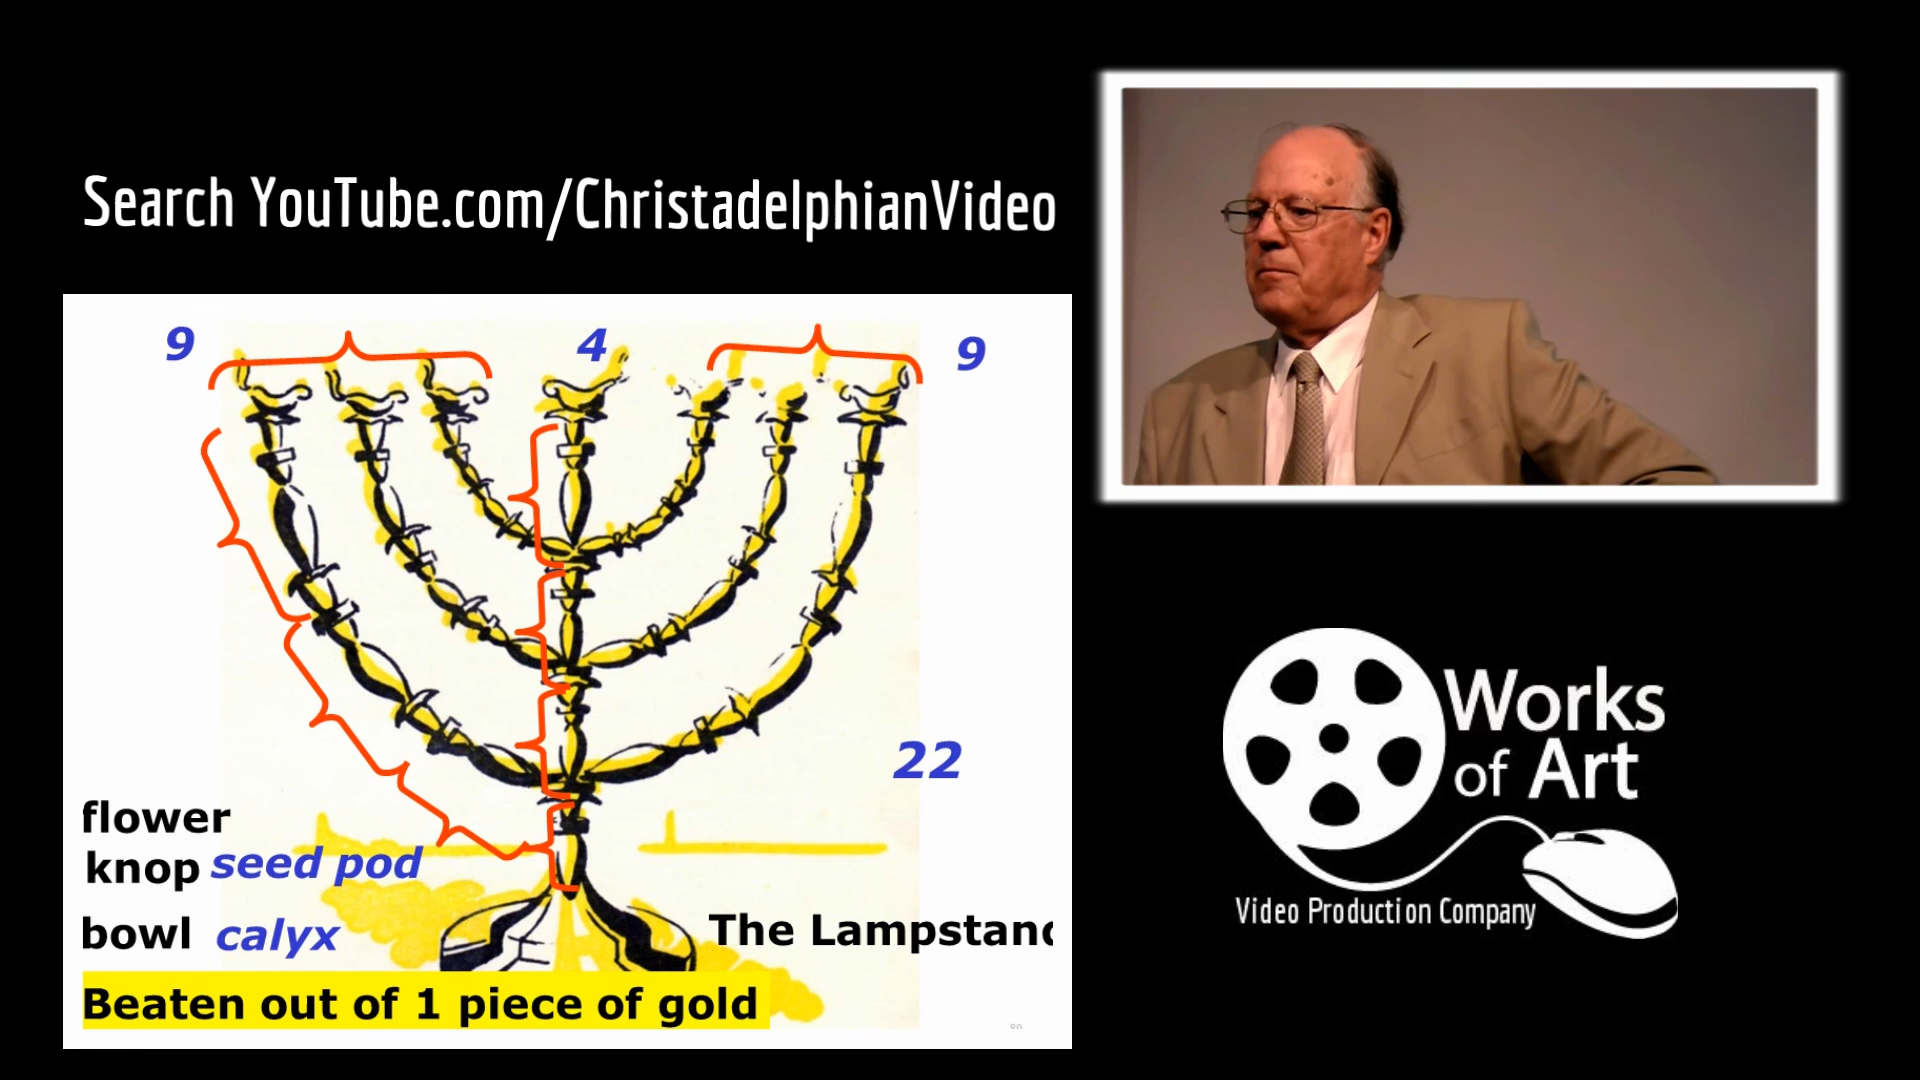 Search YouTube.com/ChristadelphianVideo
9
4
9
22
flower
knop seed pod
bowl calyx
The Lampstand
Beaten out of 1 piece of gold
Works
of Art
Video Production Company